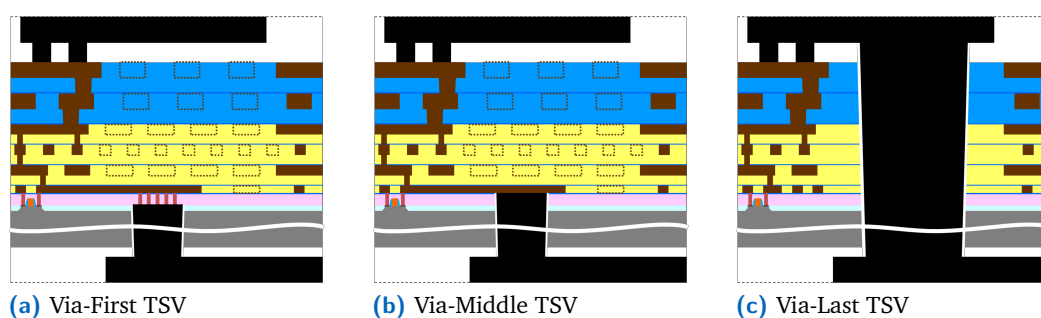 (a) Via-First TSV
(b) Via-Middle TSV
(c) Via-Last TSV